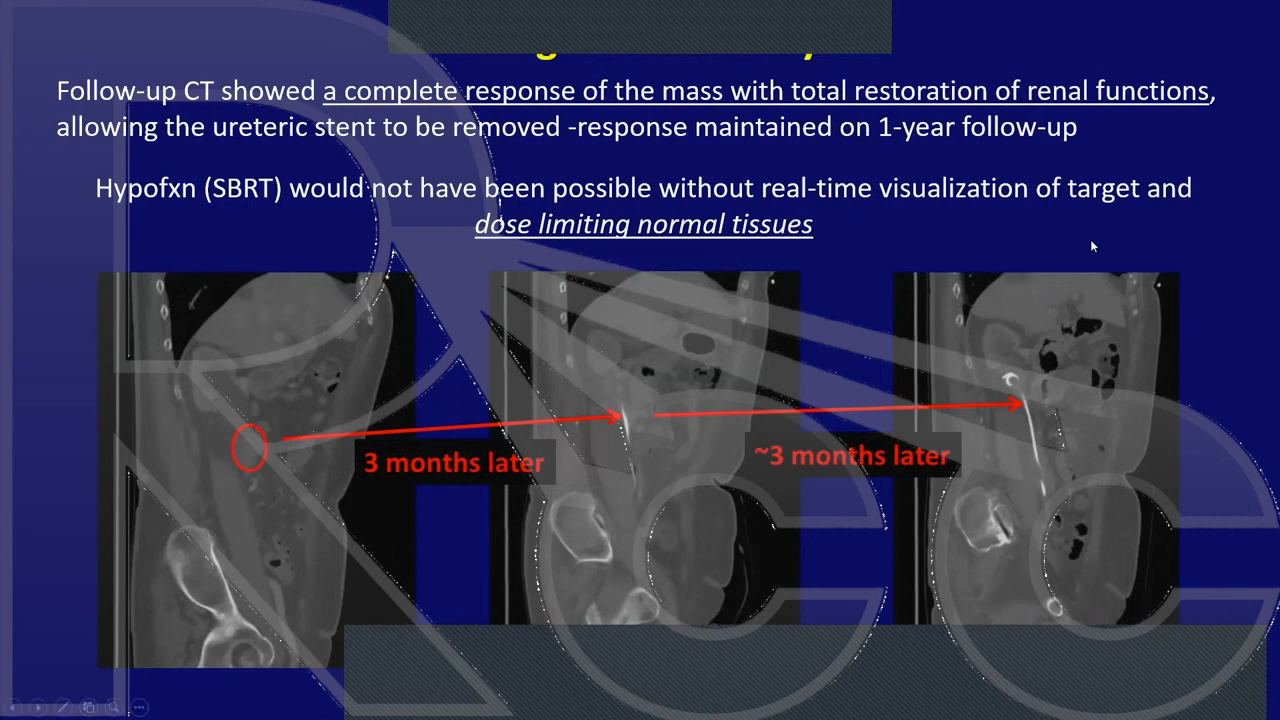 Follow-up CT showed a complete response of the mass with total restoration of renal functions,
allowing the ureteric stent to be removed -response maintained on 1-year follow-up
Hypofxn (SBRT) would not have been possible without real-time visualization of target and
dose limiting normal tissues
3 months later
~3 months later
RCC